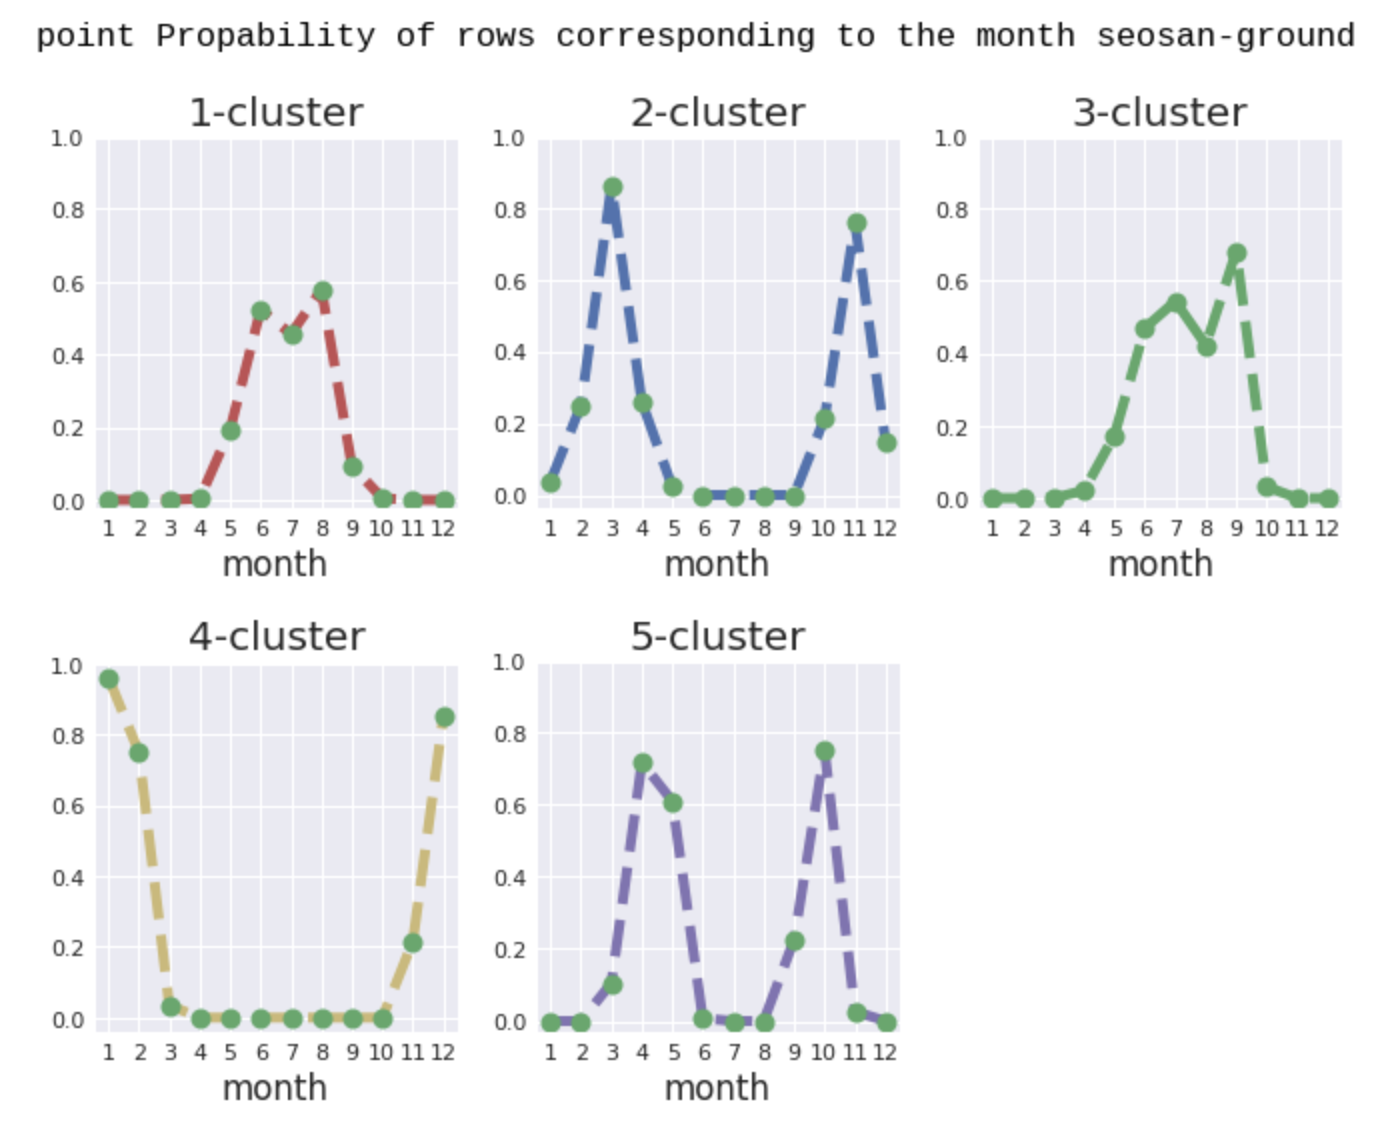 point Propability of rows corresponding to the month seosan-ground
1-cluster 2-cluster 3-cluster
1.0 1.0 1.0
0.8 0.8 0.8
0.6 0.6 0.6
0.4 0.4 0.4
0.2 0.2 0.2
0.0 0.0 0.0
1 2 3 4 5 6 7 8 9 10 11 12 1 2 3 4 5 6 7 8 9 10 11 12 1 2 3 4 5 6 7 8 9 10 11 12
month month month
4-cluster 5-cluster
1.0 1.0
0.8 0.8
0.6 0.6
0.4 0.4
0.2 0.2
0.0 0.0
1 2 3 4 5 6 7 8 9 10 11 12 1 2 3 4 5 6 7 8 9 10 11 12
month month